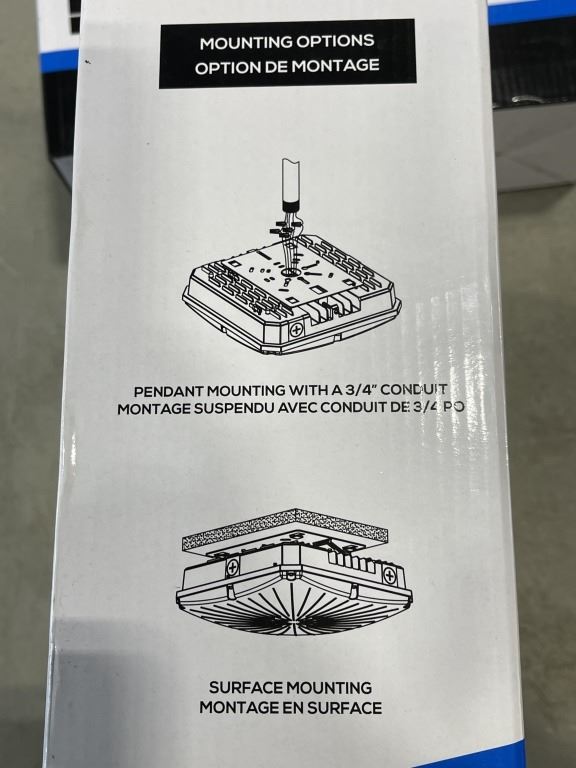 MOUNTING OPTIONS
OPTION DE MONTAGE
PENDANT MOUNTING WITH A 3/4" CONDUIT
MONTAGE SUSPENDU AVEC CONDUIT DE 3/4 PO
SURFACE MOUNTING
MONTAGE EN SURFACE